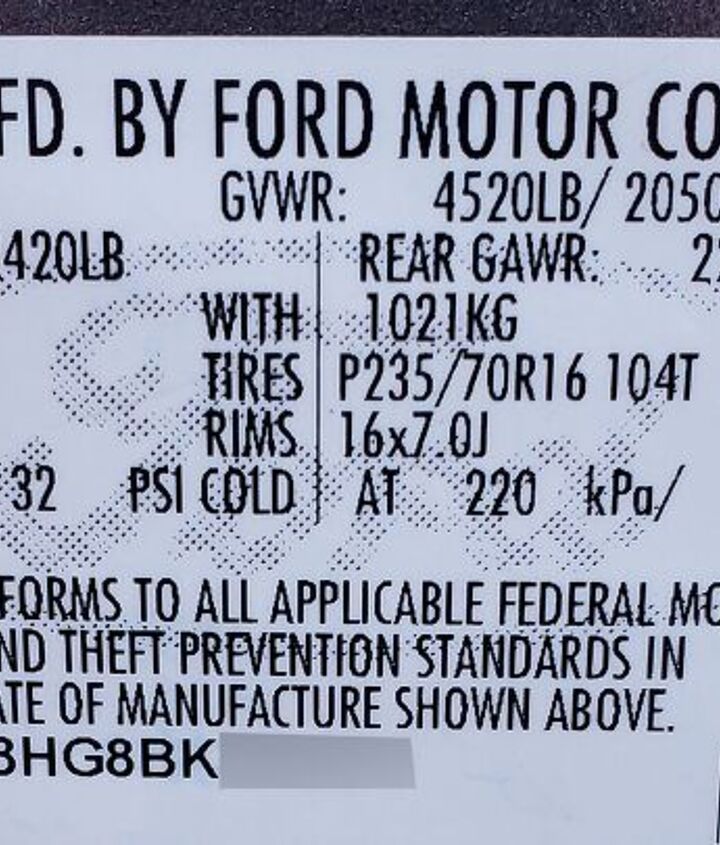 FD. BY FORD MOTOR CO
GVWR: 4520LB/ 2050
420LB REAR GAWR: 22
WITH 1021KG
TIRES P235/70R16 104T
RIMS 16x7.0J
32 PSI COLD AT 220 kPa/
FORMS TO ALL APPLICABLE FEDERAL MO
ND THEFT PREVENTION STANDARDS IN
ATE OF MANUFACTURE SHOWN ABOVE.
3HG8BK